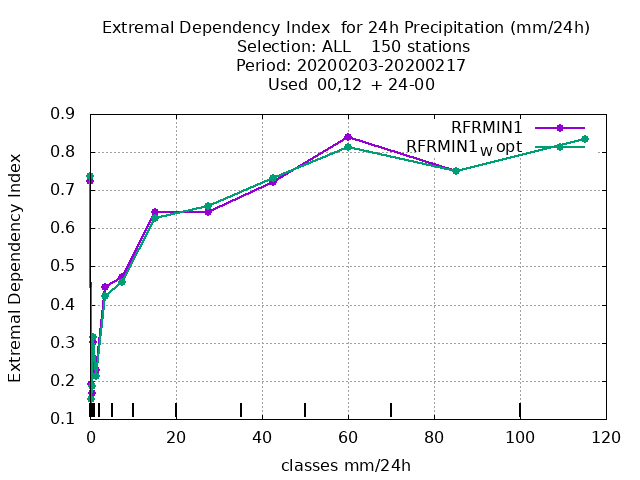 Extremal Dependency Index  for 24h Precipitation (mm/24h)
Selection: ALL    150 stations
Period: 20200203-20200217
Used  00,12  + 24-00
RFRMIN1
RFRMIN1W opt
0.9
0.8
0.7
0.6
0.5
0.4
0.3
0.2
0.1
Extremal Dependency Index
0 20 40 60 80 100 120
classes mm/24h